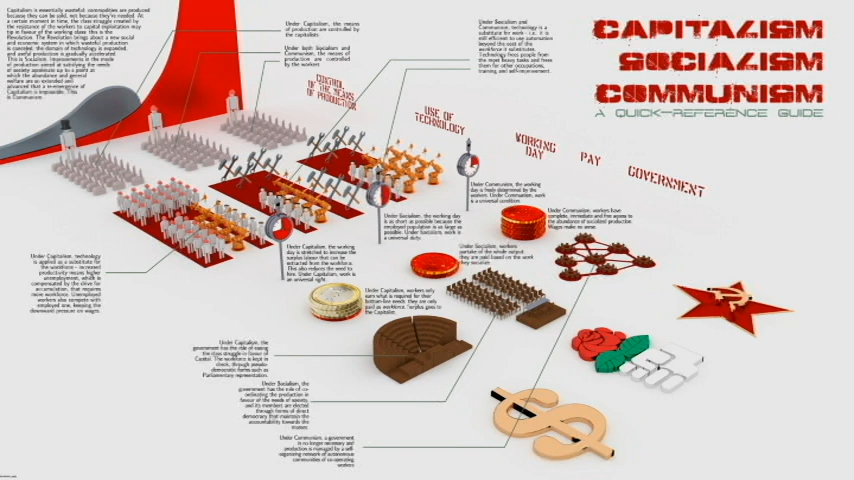 Capitalism is essentially wasteful: commodities are produced
because they can be sold, not because they're needed. At
a certain moment in time, the class struggle created by
the resistance of the workers to capital exploitation may
tip in favour of the working class: this is the
Revolution. The Revolution brings about a new social
and economic system in which wasteful production
is canceled, the domain of technology is expanded,
and useful production is gradually accelerated.
This is Socialism. Improvements in the mode
of production aimed at satisfying the needs
of society accelerate up to a point at
which the abundance and general
welfare are so extended and
advanced that a re-emergence of
Capitalism is impossible. This
is Communism.
Under Capitalism, the means
of production are controlled by
the capitalists
Under both Socialism and
Communism, the means of
production are controlled
by the workers
Under Socialism and
Communism, technology is a
substitute for work - i.e. it is
still efficient to use automation
beyond the cost of the
workforce it substitutes.
Technology frees people from
the most heavy tasks and frees
them for other occupations,
training, and self-improvement.
CAPITALISM
SOCIALISM
COMMUNISM
A QUICK-REFERENCE GUIDE
CONTROL
OF THE MEANS
OF PRODUCTION
USE OF
TECHNOLOGY
WORKING
DAY
PAY
GOVERNMENT
Under Communism, the working
day is freely determined by the
workers. Under Communism, work
is a universal condition
Under Communism, workers have
complete, immediate and free access to
the abundance of socialized production.
Wages make no sense.
Under Socialism, the working day
is as short as possible because the
employed population is as large as
possible. Under Socialism, work is
a universal duty.
Under Capitalism, the working
day is stretched to increase the
surplus labour that can be
extracted from the workforce.
This also reduces the need to
hire. Under Capitalism, work is
an universal right.
Under Socialism, workers
partake of the whole output:
they are paid based on the work
they socialize
Under Capitalism, technology
is applied as a substitute for
the workforce - increased
productivity means higher
unemployment, which is
compensated by the drive for
accumulation, that requires
more workforce. Unemployed
workers also compete with
employed ones, keeping the
downward pressure on wages.
Under Capitalism, workers only
earn what is required for their
bottom-line needs: they are only
paid as workforce. Surplus goes to
the Capitalist.
Under Capitalism, the
government has the role of easing
the class struggle in favour of
Capital. The workforce is kept in
check, through pseudo-
democratic forms such as
Parliamentary representation.
Under Socialism, the
government has the role of co-
ordinating the production in
favour of the needs of society,
and its members are elected
through forms of direct
democracy that maintain the
accountability towards the
masses
Under Communism, a government
is no longer necessary and
production is managed by a self-
organising network of autonomous
communities of co-operating
workers